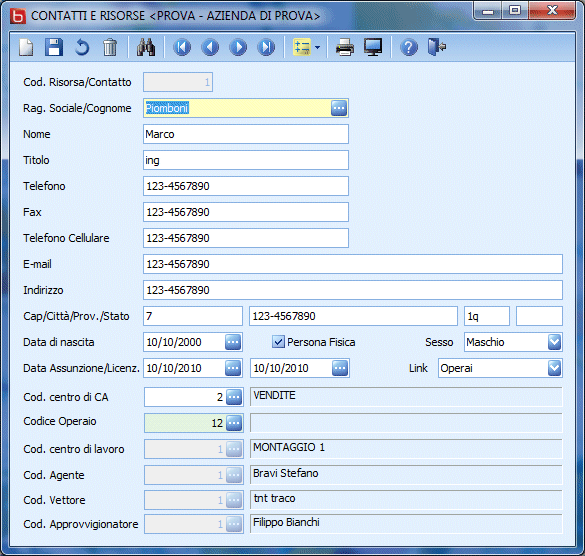 CONTATTI E RISORSE <PROVA - AZIENDA DI PROVA>
Cod. Risorsa/Contatto 1
Rag. Sociale/Cognome Piomboni
Nome Marco
Titolo ing
Telefono 123-4567890
Fax 123-4567890
Telefono Cellulare 123-4567890
E-mail 123-4567890
Indirizzo 123-4567890
Cap/Città/Prov./Stato 7 123-4567890 1q
Data di nascita 10/10/2000 Persona Fisica Sesso Maschio
Data Assunzione/Licenz. 10/10/2010 10/10/2010 Link Operai
Cod. centro di CA 2 VENDITE
Codice Operaio 12
Cod. centro di lavoro 1 MONTAGGIO 1
Cod. Agente 1 Bravi Stefano
Cod. Vettore 1 tnt traco
Cod. Approvvigionatore 1 Filippo Bianchi